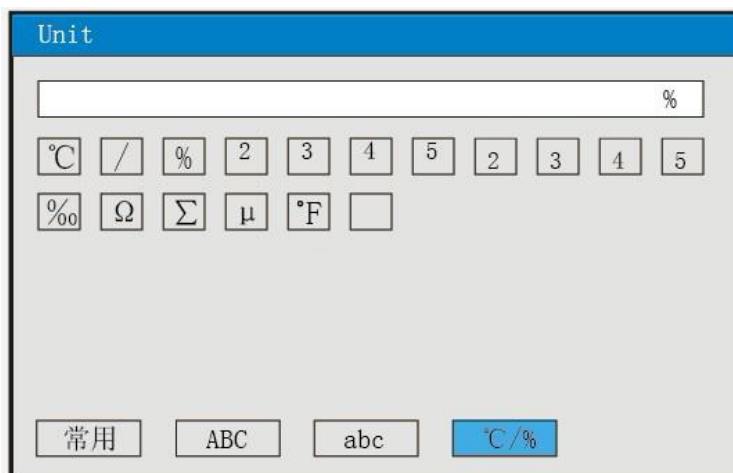 Unit
%
℃ / % ² ³ ⁴ ⁵ ₂ ₃ ₄ ₅
‰ Ω Σ μ ℉
常用 ABC abc ℃/%